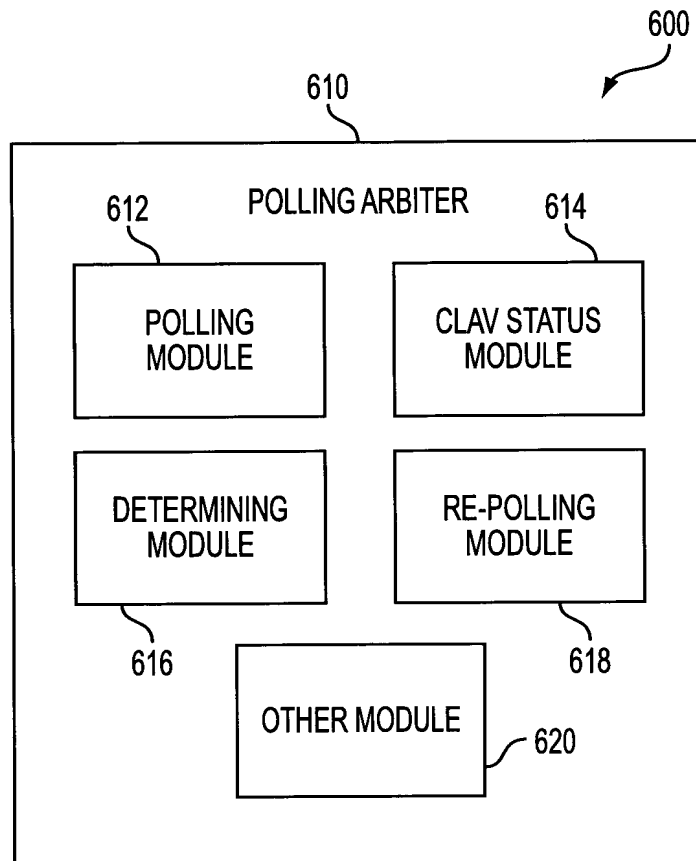 600
610
POLLING ARBITER
612
614
POLLING
MODULE
CLAV STATUS
MODULE
DETERMINING
MODULE
RE-POLLING
MODULE
616
618
OTHER MODULE
620